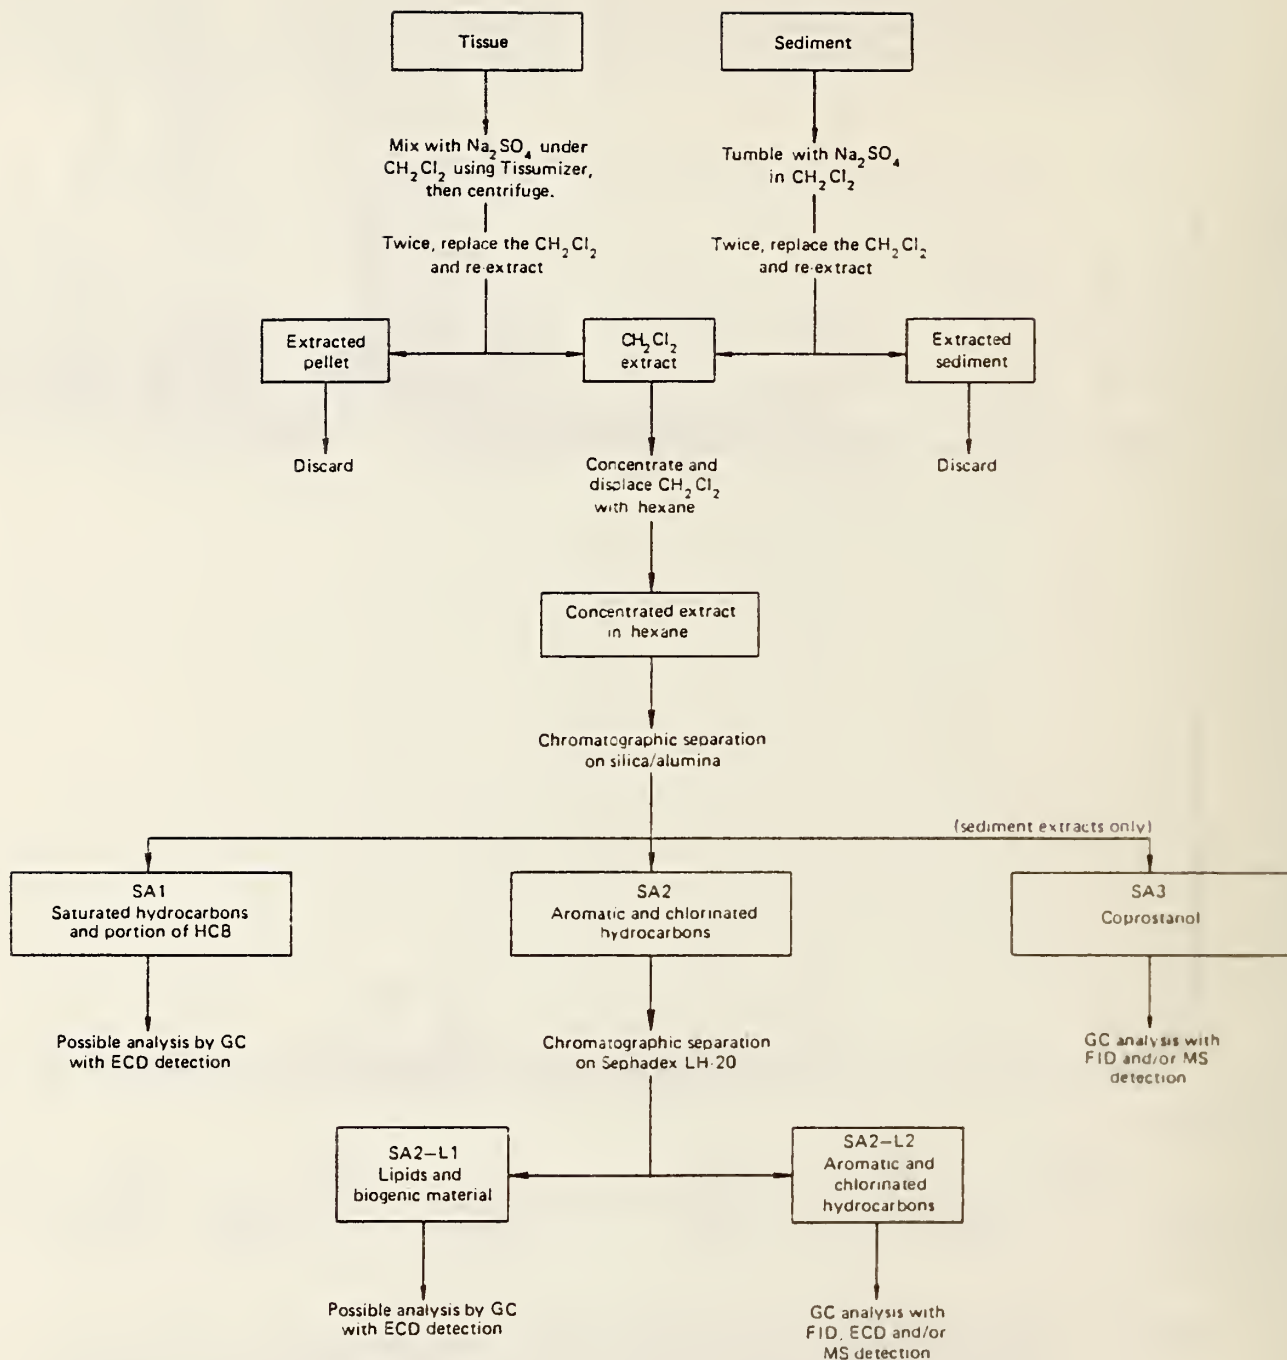 Tissue
Sediment
Mix with Na2SO4 under
CH2Cl2 using Tissumizer,
then centrifuge.
Tumble with Na2SO4
in CH2Cl2
Twice, replace the CH2Cl2
and re-extract
Twice, replace the CH2Cl2
and re-extract
Extracted
pellet
CH2Cl2
extract
Extracted
sediment
Discard
Concentrate and
displace CH2Cl2
with hexane
Discard
Concentrated extract
in hexane
Chromatographic separation
on silica/alumina
(sediment extracts only)
SA1
Saturated hydrocarbons
and portion of HCB
SA2
Aromatic and chlorinated
hydrocarbons
SA3
Coprostanol
Possible analysis by GC
with ECD detection
Chromatographic separation
on Sephadex LH-20
GC analysis with
FID and/or MS
detection
SA2-L1
Lipids and
biogenic material
SA2-L2
Aromatic and
chlorinated
hydrocarbons
Possible analysis by GC
with ECD detection
GC analysis with
FID, ECD and/or
MS detection